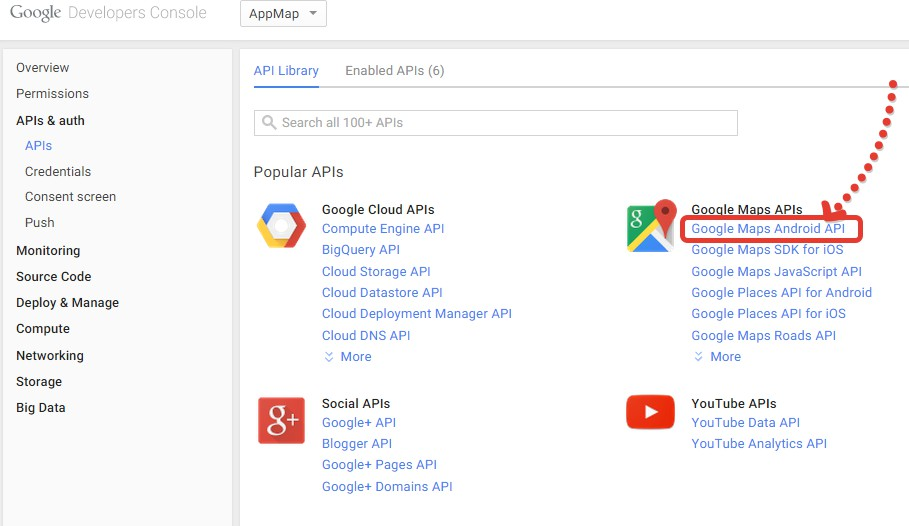 Google Developers Console
AppMap
Overview
Permissions
APIs & auth
APIs
Credentials
Consent screen
Push
Monitoring
Source Code
Deploy & Manage
Compute
Networking
Storage
Big Data
API Library
Enabled APIs (6)
Search all 100+ APIs
Popular APIs
Google Cloud APIs
Compute Engine API
BigQuery API
Cloud Storage API
Cloud Datastore API
Cloud Deployment Manager API
Cloud DNS API
More
g
Google Maps APIs
Google Maps Android API
Google Maps SDK for iOS
Google Maps JavaScript API
Google Places API for Android
Google Places API for iOS
Google Maps Roads API
More
g+
Social APIs
Google+ API
Blogger API
Google+ Pages API
Google+ Domains API
YouTube APIs
YouTube Data API
YouTube Analytics API